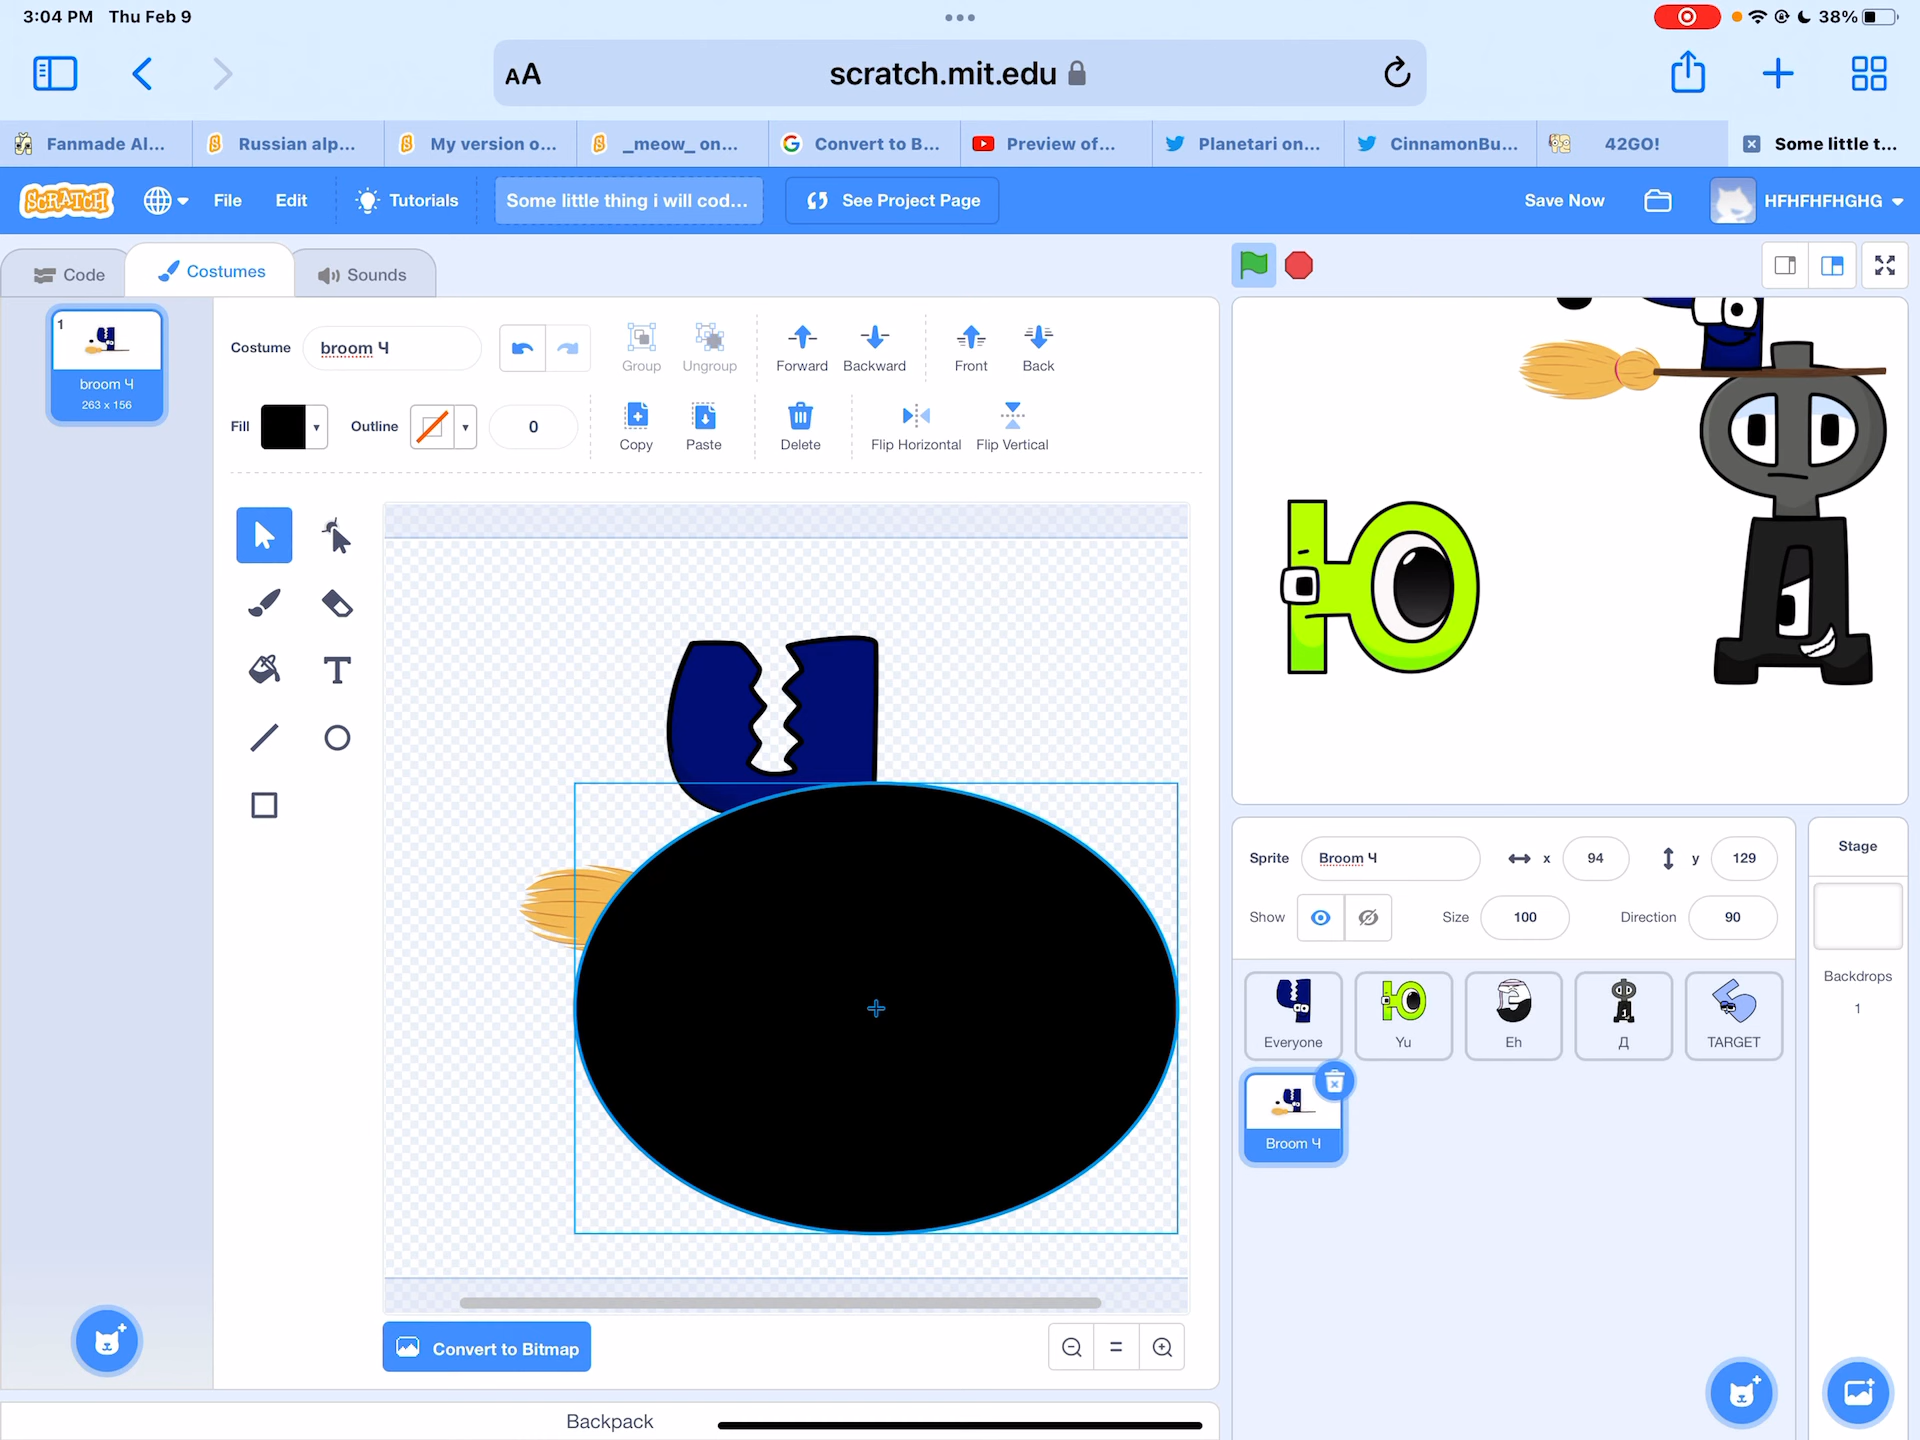 3:04 PM Thu Feb 9
38%
AA
scratch.mit.edu
Fanmade Al...
Russian alp...
My version o...
_meow_ on...
Convert to B...
Preview of...
Planetari on...
CinnamonBu...
42GO!
Some little t...
SCRATCH
File
Edit
Tutorials
Some little thing i will cod...
See Project Page
Save Now
HFHFHFHGHG
Code
Costumes
Sounds
1
broom Ч
263 x 156
Costume
broom Ч
Group
Ungroup
Forward
Backward
Front
Back
Fill
Outline
0
Copy
Paste
Delete
Flip Horizontal
Flip Vertical
Convert to Bitmap
Backpack
Sprite
Broom Ч
x
94
y
129
Show
Size
100
Direction
90
Everyone
Yu
Eh
Д
TARGET
Broom Ч
Stage
Backdrops
1